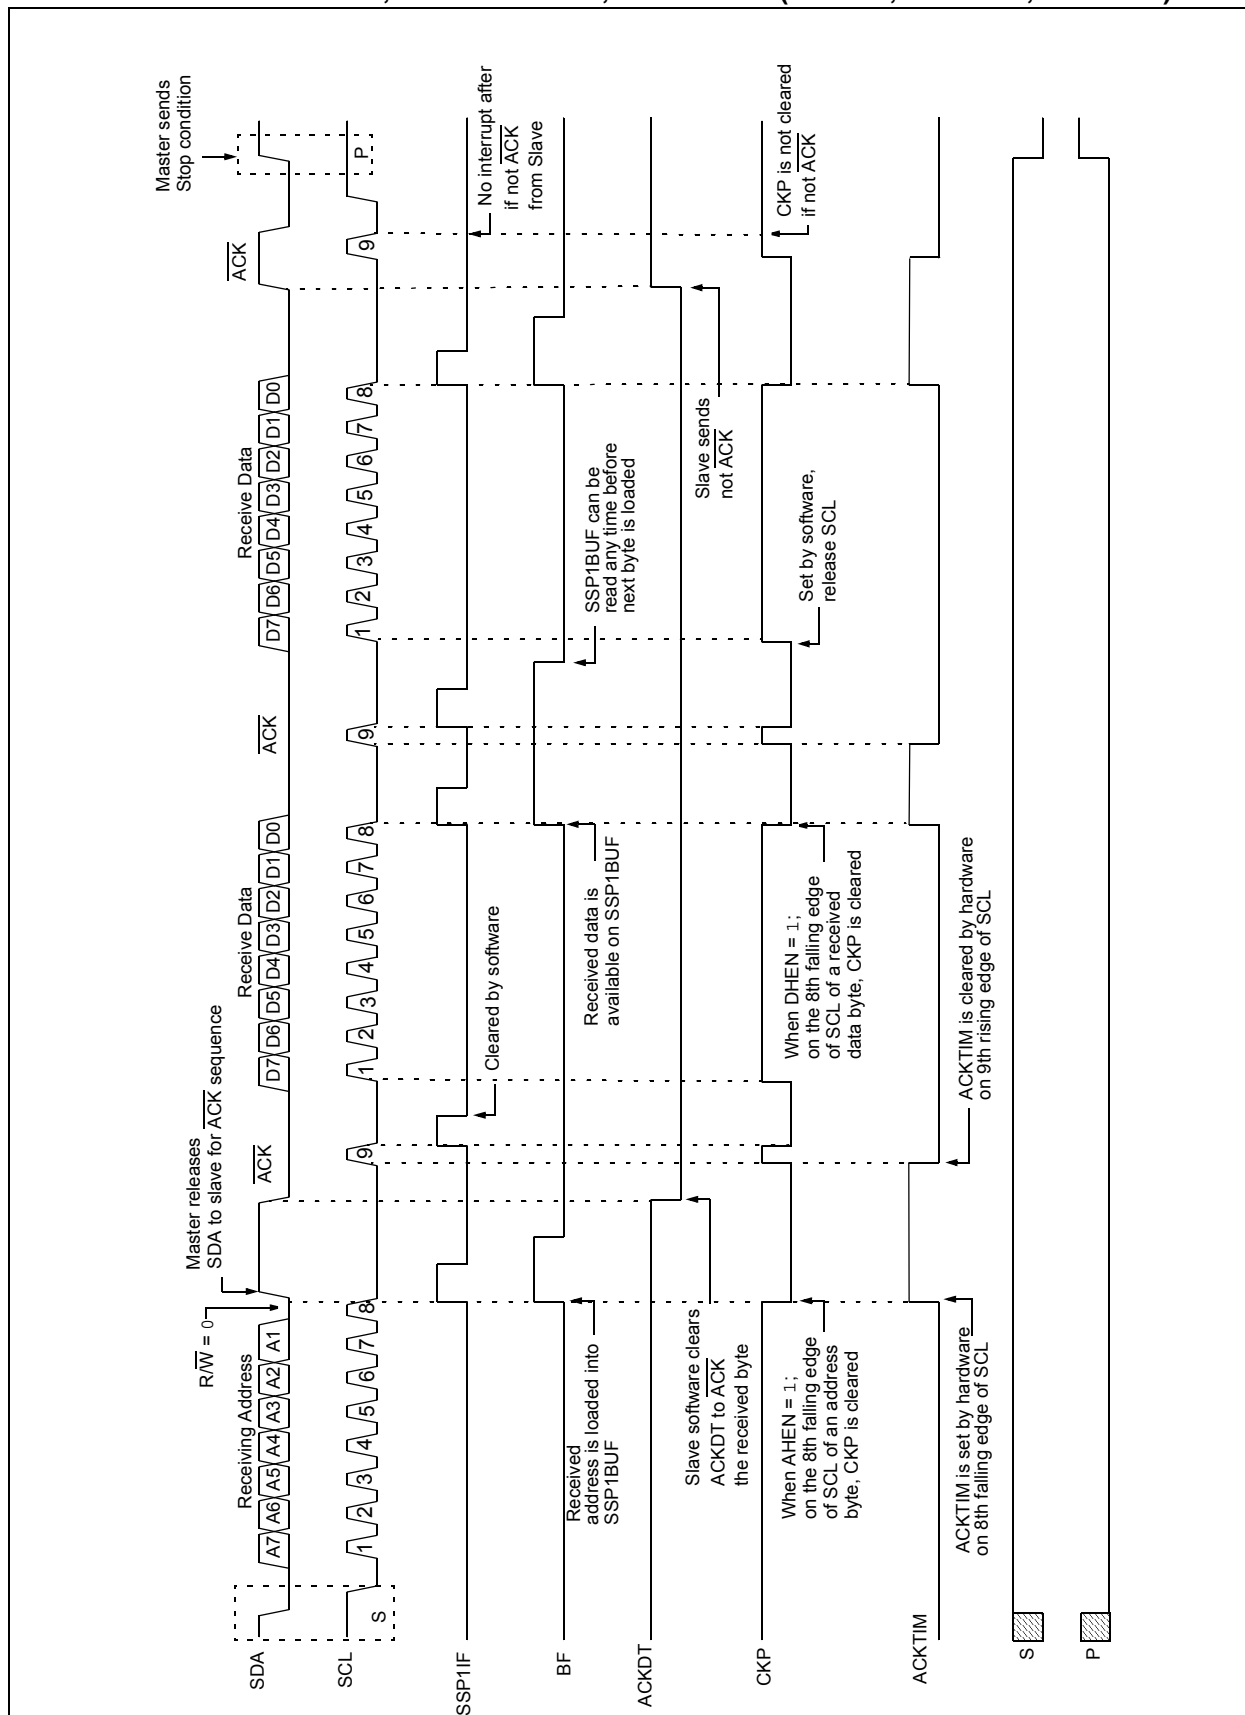 Master releases
SDA to slave for ACK sequence
Master sends
Stop condition
Receiving Address
R/W = 0
Receive Data
Receive Data
ACK
ACK
ACK
SDA
A7 A6 A5 A4 A3 A2 A1
D7 D6 D5 D4 D3 D2 D1 D0
D7 D6 D5 D4 D3 D2 D1 D0
SCL
S
1 2 3 4 5 6 7 8 9
1 2 3 4 5 6 7 8 9
1 2 3 4 5 6 7 8 9
P
SSP1IF
Cleared by software
No interrupt after
if not ACK
from Slave
BF
Received
address is loaded into
SSP1BUF
Received data is
available on SSP1BUF
SSP1BUF can be
read any time before
next byte is loaded
ACKDT
Slave software clears
ACKDT to ACK
the received byte
Slave sends
not ACK
CKP
When AHEN = 1;
on the 8th falling edge
of SCL of an address
byte, CKP is cleared
When DHEN = 1;
on the 8th falling edge
of SCL of a received
data byte, CKP is cleared
Set by software,
release SCL
CKP is not cleared
if not ACK
ACKTIM
ACKTIM is set by hardware
on 8th falling edge of SCL
ACKTIM is cleared by hardware
on 9th rising edge of SCL
S
P